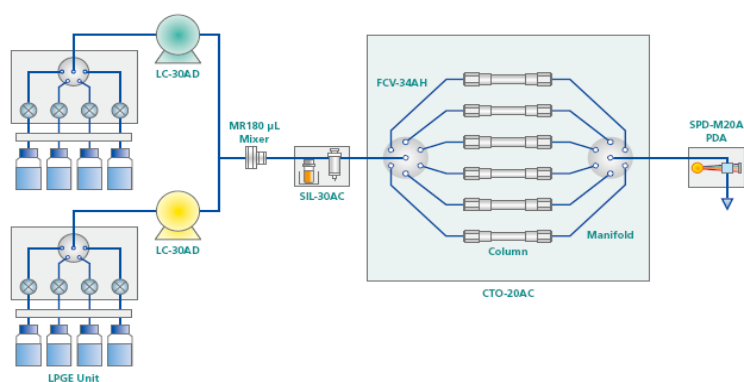 LC-30AD
FCV-34AH
MR180 µL
Mixer
SPD-M20A
PDA
SIL-30AC
LC-30AD
Column
Manifold
CTO-20AC
LPGE Unit